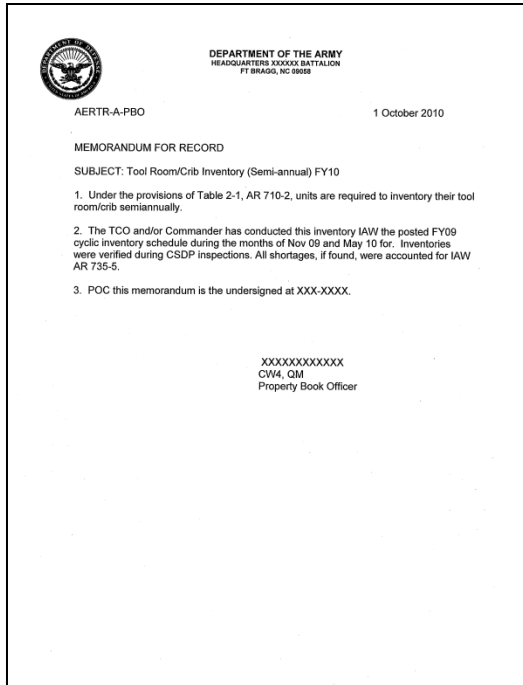 DEPARTMENT OF THE ARMY
HEADQUARTERS XXXXXX BATTALION
FT BRAGG, NC 09058
AERTR-A-PBO 1 October 2010
MEMORANDUM FOR RECORD
SUBJECT: Tool Room/Crib Inventory (Semi-annual) FY10
1. Under the provisions of Table 2-1, AR 710-2, units are required to inventory their tool
room/crib semiannually.
2. The TCO and/or Commander has conducted this inventory IAW the posted FY09
cyclic inventory schedule during the months of Nov 09 and May 10 for. Inventories
were verified during CSDP inspections. All shortages, if found, were accounted for IAW
AR 735-5.
3. POC this memorandum is the undersigned at XXX-XXXX.
XXXXXXXXXXXX
CW4, QM
Property Book Officer